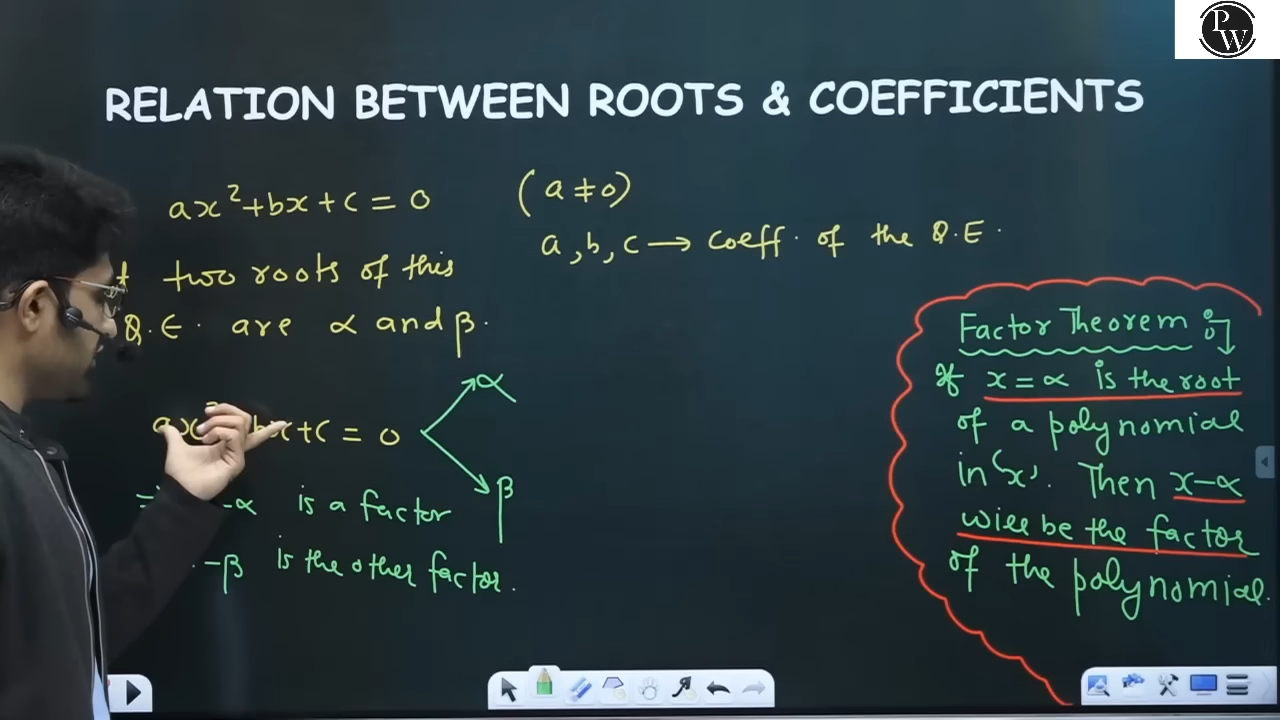 PW
RELATION BETWEEN ROOTS & COEFFICIENTS
ax²+bx+c = 0 (a ≠ 0)
a, b, c → coeff. of the Q.E.
two roots of this
Q.E. are α and β.
+c = 0
α
β
-α is a factor
-β is the other factor.
Factor Theorem :
If x = α is the root
of a polynomial
in 'x'. Then x-α
will be the factor
of the polynomial.